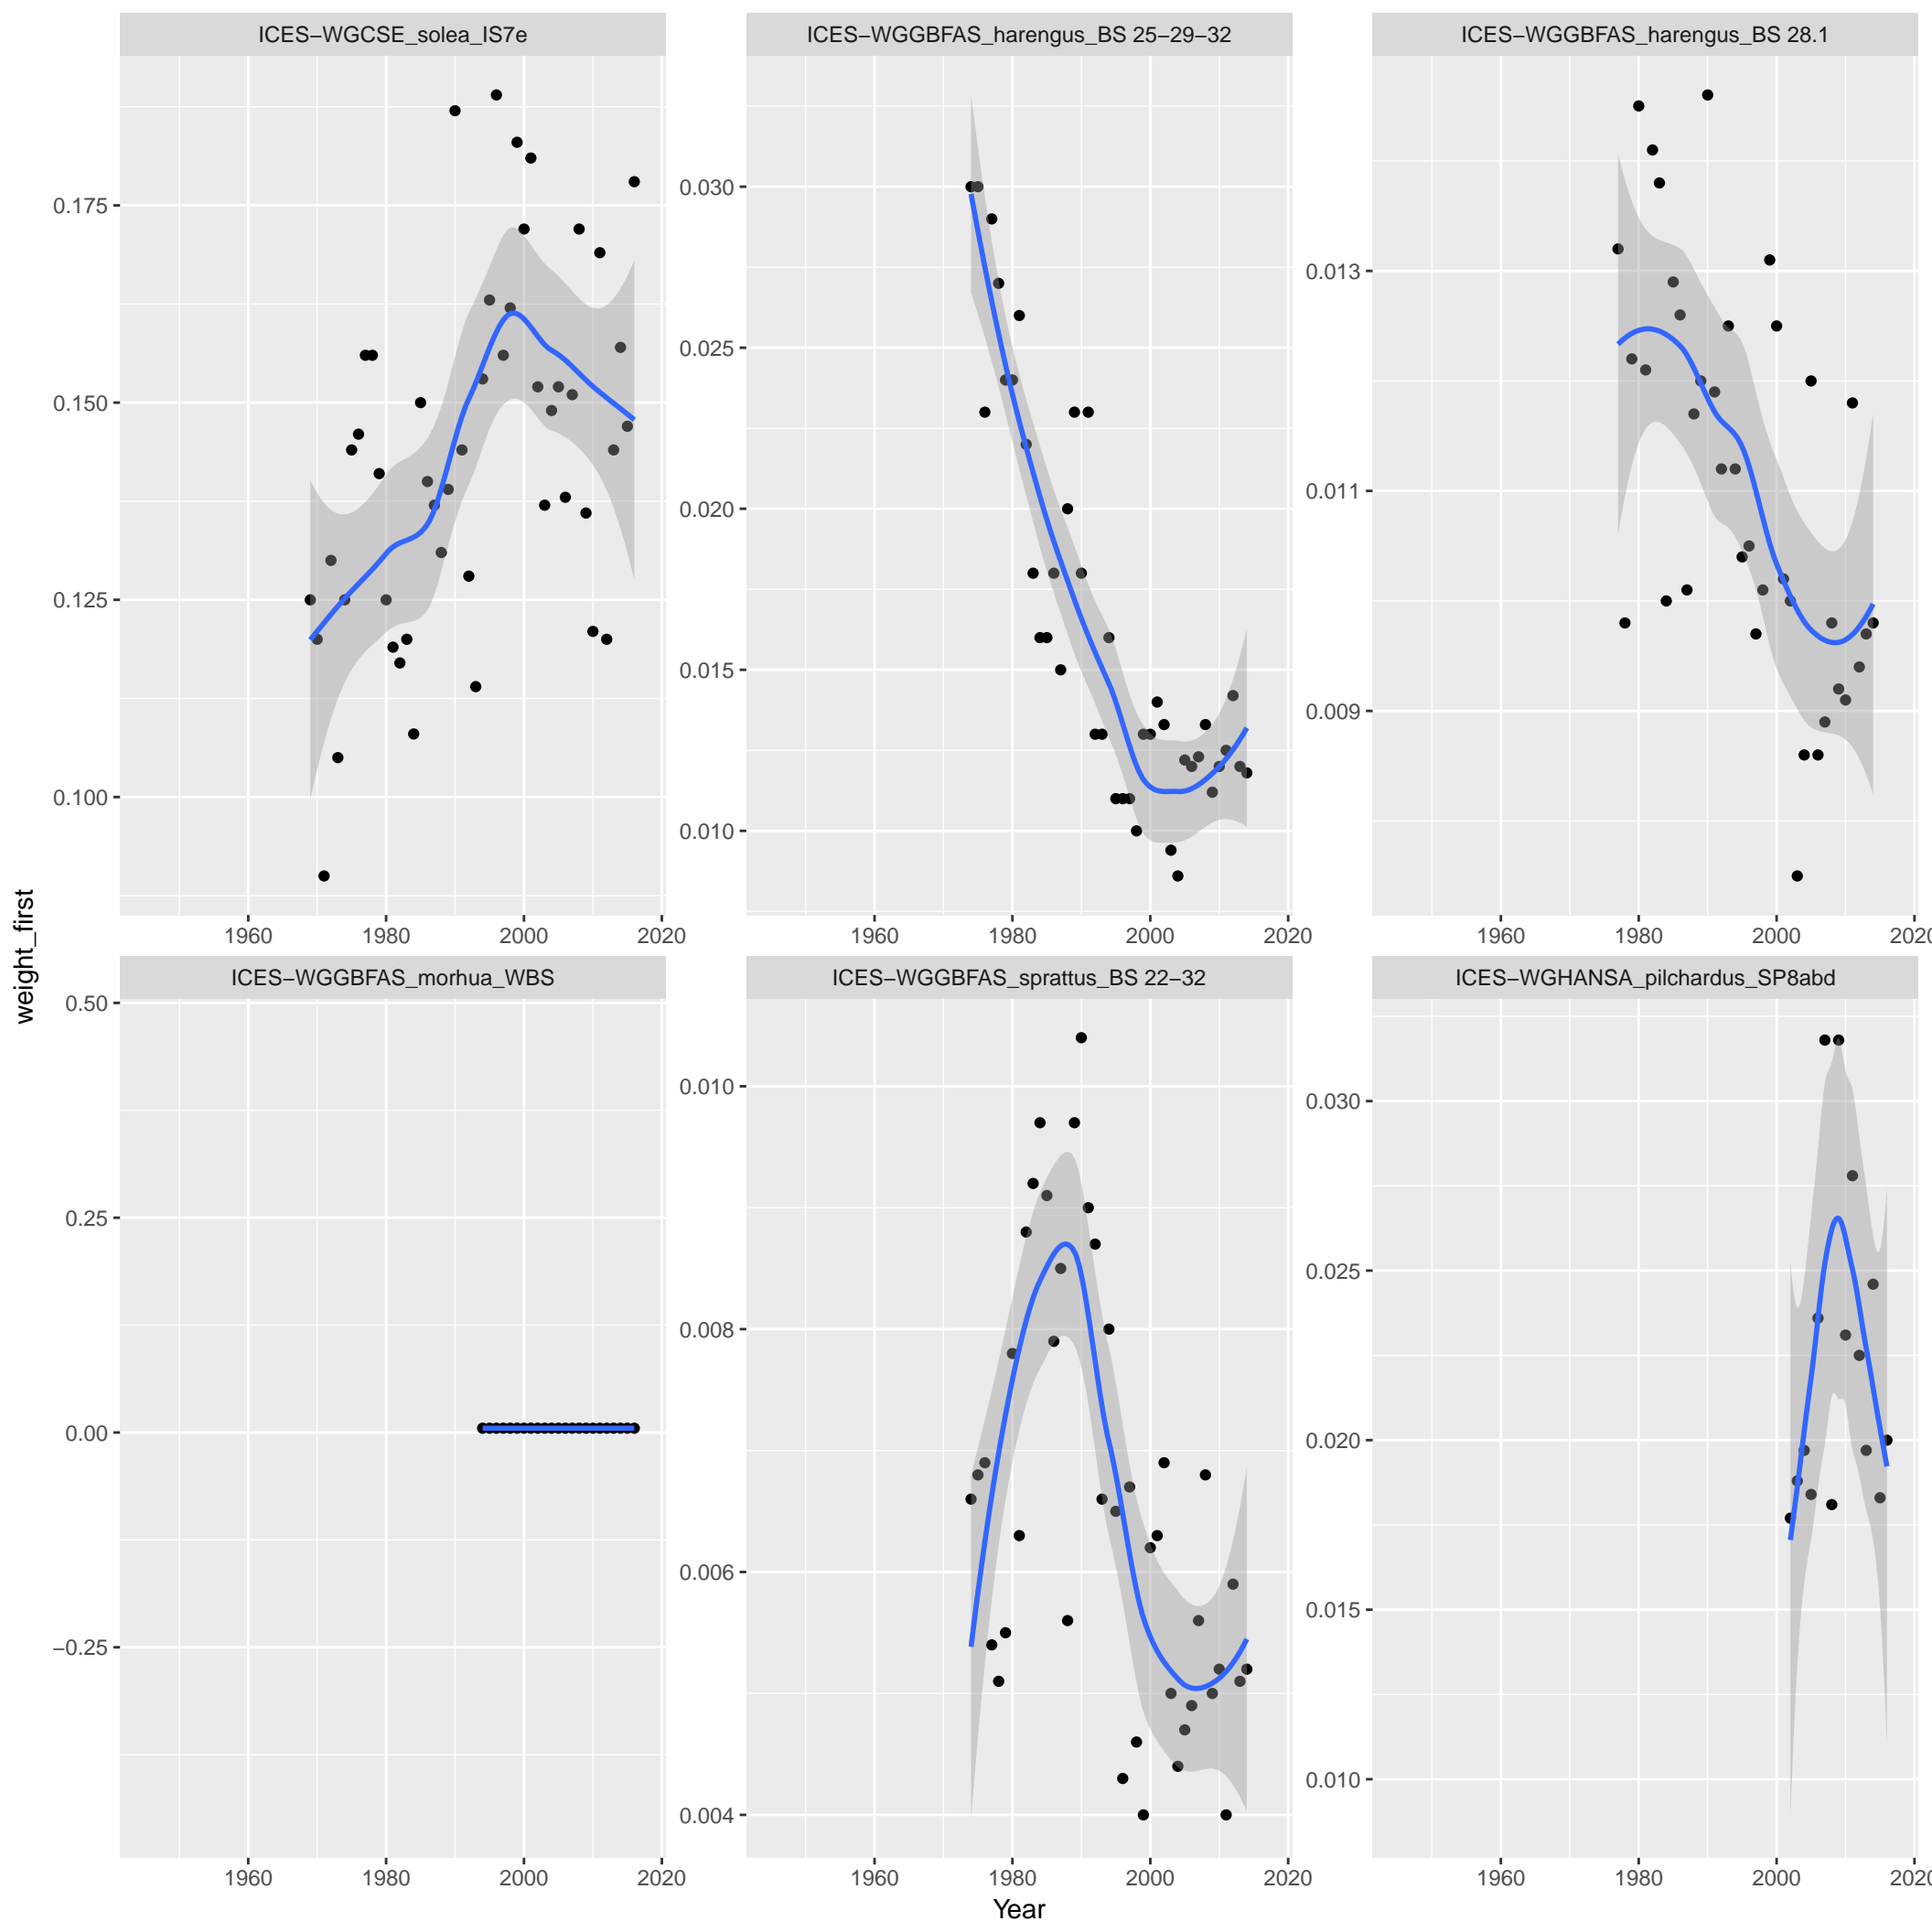 ICES−WGCSE_solea_IS7e
ICES−WGGBFAS_harengus_BS 25−29−32
ICES−WGGBFAS_harengus_BS 28.1
0.175
0.150
0.125
0.100
0.030
0.025
0.020
0.015
0.010
0.013
0.011
0.009
1960 1980 2000 2020
1960 1980 2000 2020
1960 1980 2000 2020
ICES−WGGBFAS_morhua_WBS
ICES−WGGBFAS_sprattus_BS 22−32
ICES−WGHANSA_pilchardus_SP8abd
0.50
0.25
0.00
−0.25
0.010
0.008
0.006
0.004
0.030
0.025
0.020
0.015
0.010
1960 1980 2000 2020
1960 1980 2000 2020
1960 1980 2000 202
weight_first
Year